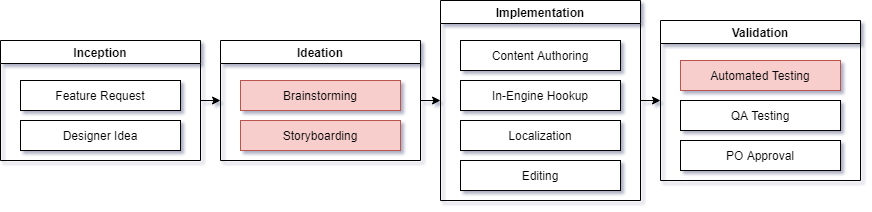 Inception
Feature Request
Designer Idea
Ideation
Brainstorming
Storyboarding
Implementation
Content Authoring
In-Engine Hookup
Localization
Editing
Validation
Automated Testing
QA Testing
PO Approval